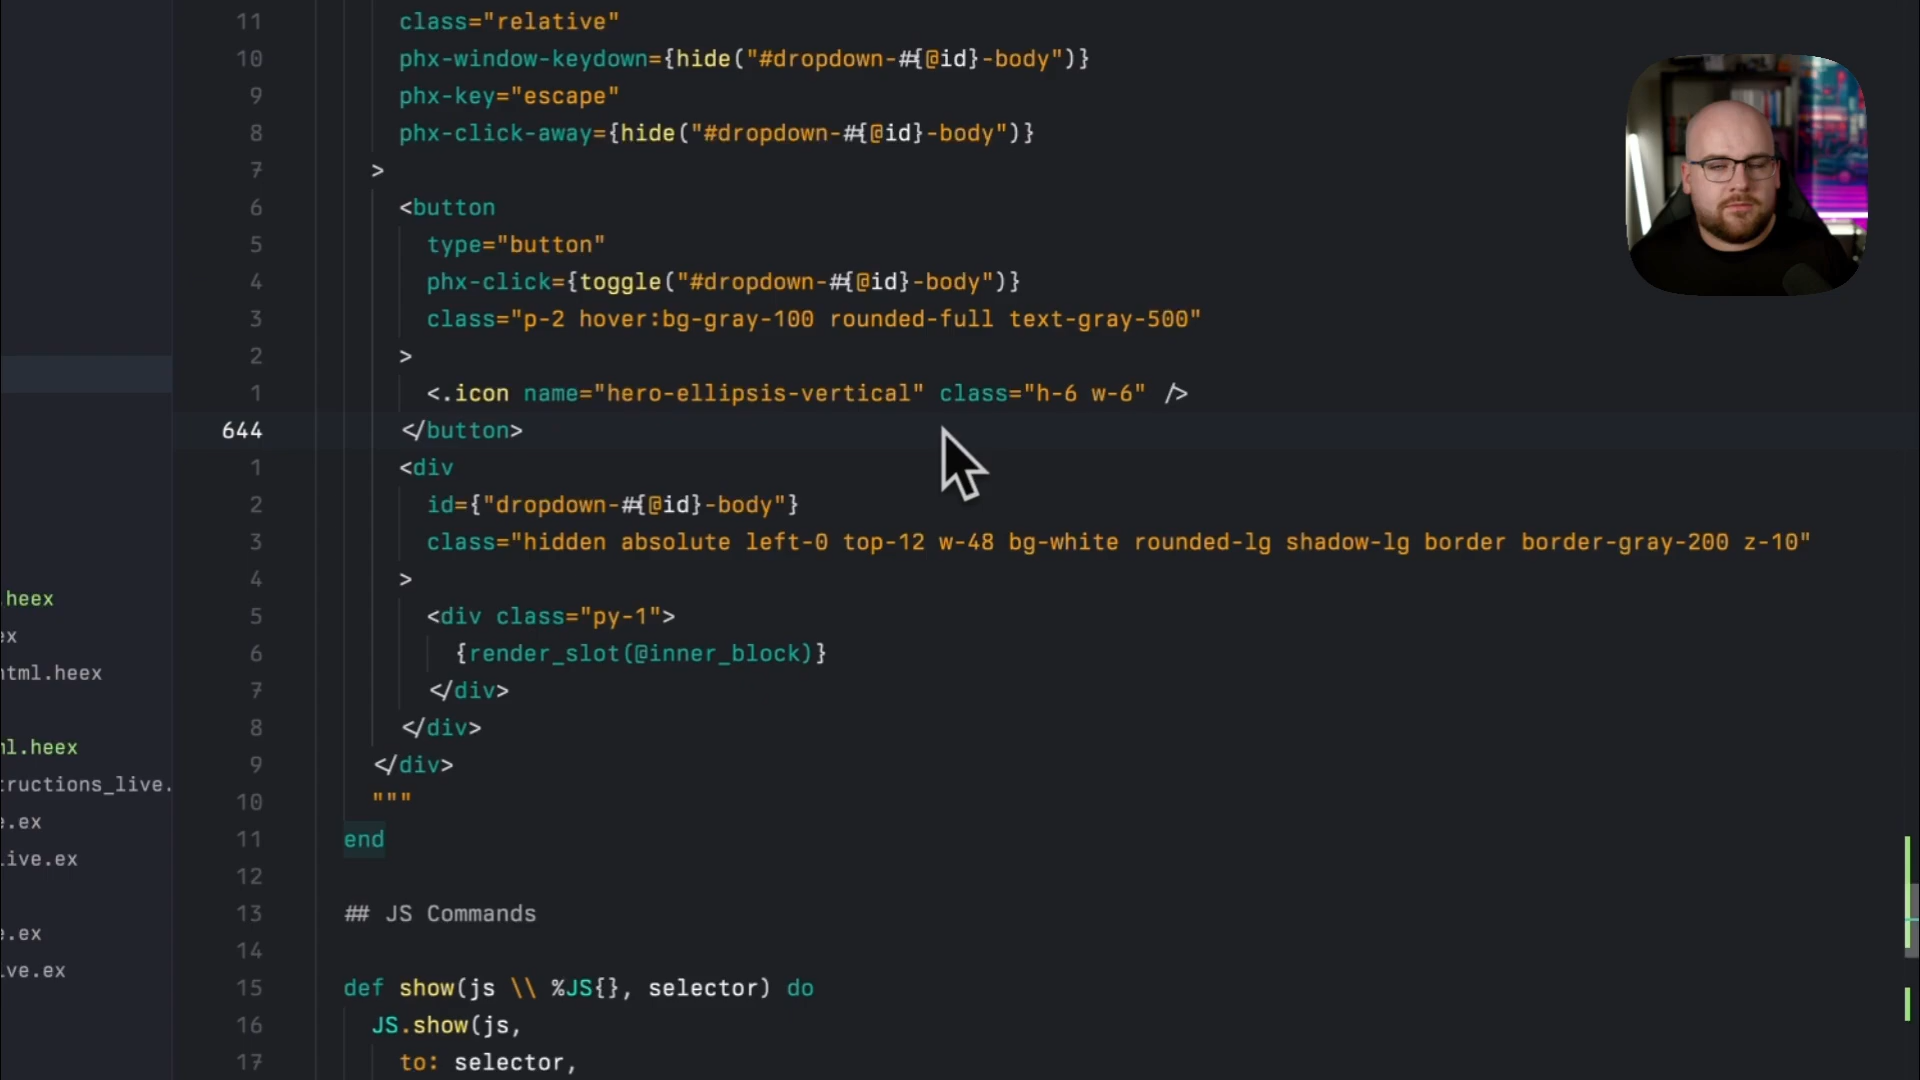 11 class="relative"
10 phx-window-keydown={hide("#dropdown-#{@id}-body")}
9 phx-key="escape"
8 phx-click-away={hide("#dropdown-#{@id}-body")}
7 >
6 <button
5 type="button"
4 phx-click={toggle("#dropdown-#{@id}-body")}
3 class="p-2 hover:bg-gray-100 rounded-full text-gray-500"
2 >
1 <.icon name="hero-ellipsis-vertical" class="h-6 w-6" />
644 </button>
1 <div
2 id={"dropdown-#{@id}-body"}
3 class="hidden absolute left-0 top-12 w-48 bg-white rounded-lg shadow-lg border border-gray-200 z-10"
4 >
5 <div class="py-1">
6 {render_slot(@inner_block)}
7 </div>
8 </div>
9 </div>
10 """
11 end
12
13 ## JS Commands
14
15 def show(js \\ %JS{}, selector) do
16 JS.show(js,
17 to: selector,
.heex
ex
html.heex
ml.heex
tructions_live.
e.ex
live.ex
e.ex
ve.ex